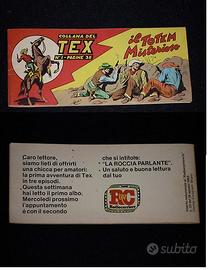 COLLANA DEL
TEX
N. 1 - PAGINE 32
il TOTEM
Misterioso
Caro lettore,
siamo lieti di offrirti
una chicca per amatori:
la prima avventura di Tex
in tre episodi.
Questa settimana
hai letto il primo albo.
Mercoledì prossimo
l'appuntamento
è con il secondo
che si intitola:
"LA ROCCIA PARLANTE".
Un saluto e buona lettura
dal tuo
R&C
Radiocorriere
subito